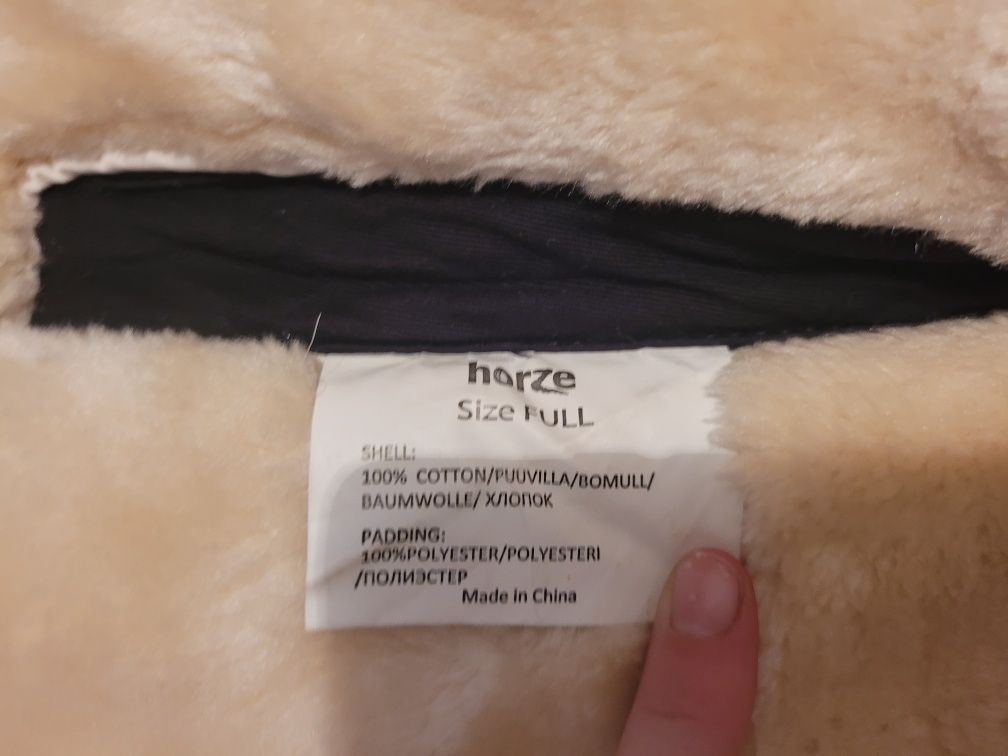 horze
Size FULL
SHELL:
100% COTTON/PUUVILLA/BOMULL/
BAUMWOLLE/ ХЛОПОК
PADDING:
100%POLYESTER/POLYESTERI
/ПОЛИЭСТЕР
Made in China